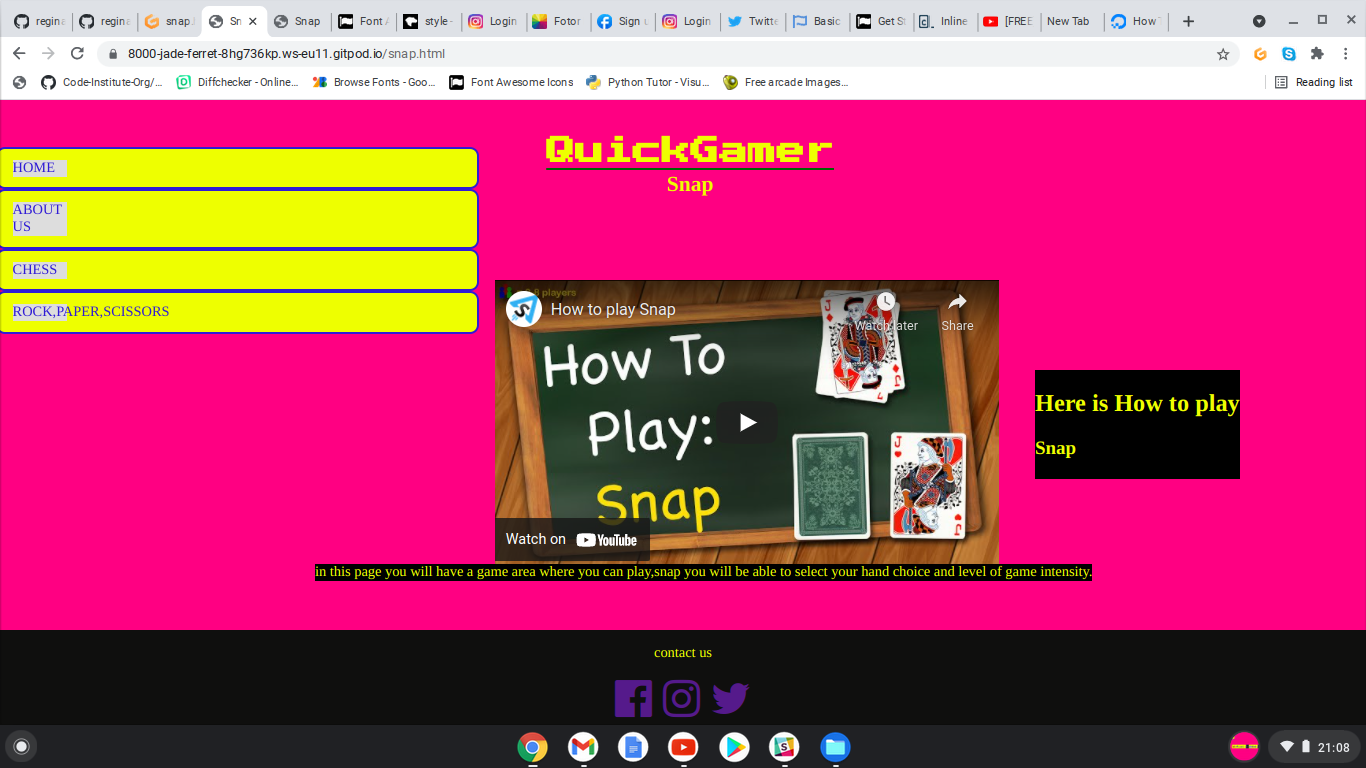 regina
regina
snap.
Sn
Snap
Font A
style -
Login
Fotor
Sign u
Login
Twitte
Basic
Get St
Inline
[FREE
New Tab
How T
8000-jade-ferret-8hg736kp.ws-eu11.gitpod.io/snap.html
Code-Institute-Org/...
Diffchecker - Online...
Browse Fonts - Goo...
Font Awesome Icons
Python Tutor - Visu...
Free arcade Images...
Reading list
QuickGamer
Snap
HOME
ABOUT
US
CHESS
ROCK,PAPER,SCISSORS
How to play Snap
Watch later
Share
How To
Play:
Snap
Watch on YouTube
Here is How to play
Snap
in this page you will have a game area where you can play,snap you will be able to select your hand choice and level of game intensity.
contact us
21:08